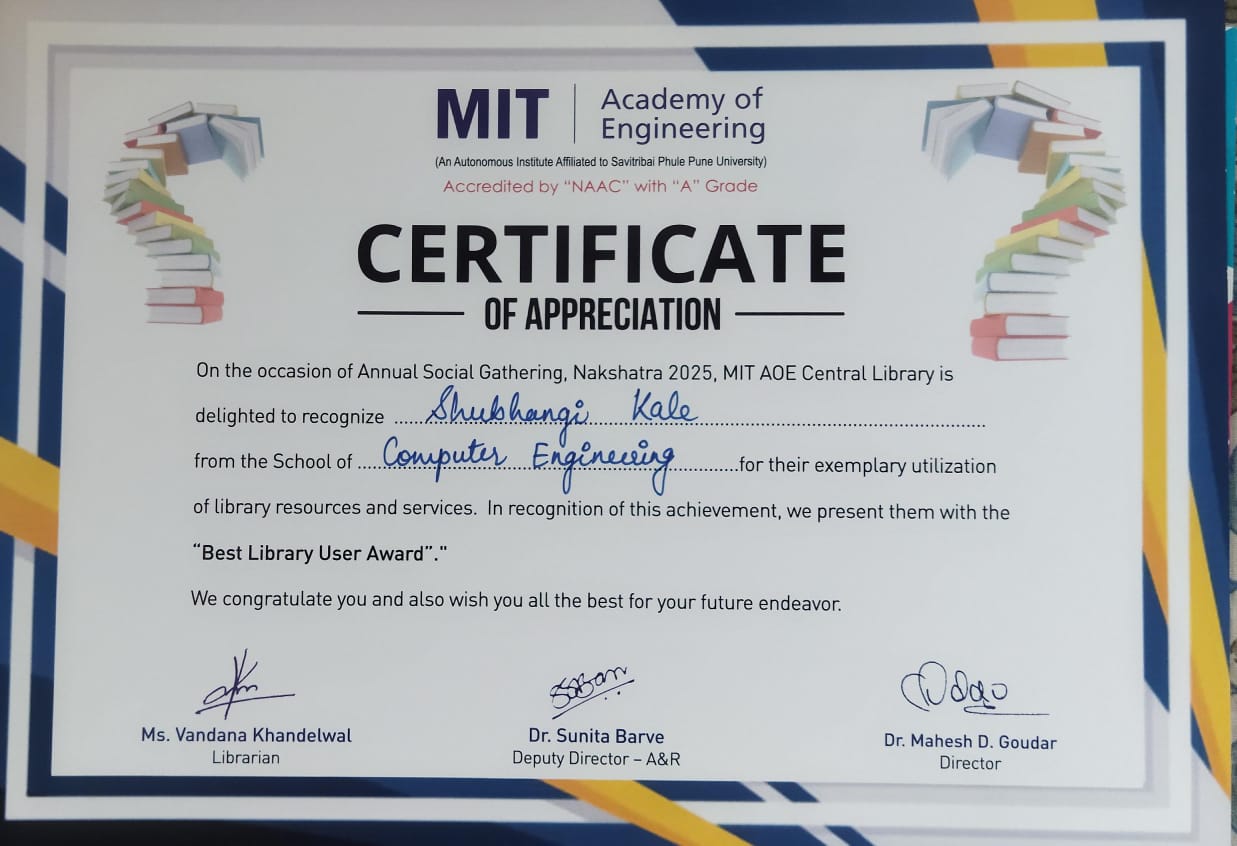 MIT Academy of
Engineering
(An Autonomous Institute Affiliated to Savitribai Phule Pune University)
Accredited by “NAAC” with “A” Grade
CERTIFICATE
OF APPRECIATION
On the occasion of Annual Social Gathering, Nakshatra 2025, MIT AOE Central Library is
delighted to recognize ......Shubhangi Kale......
from the School of .....Computer Engineering.....for their exemplary utilization
of library resources and services. In recognition of this achievement, we present them with the
“Best Library User Award”."
We congratulate you and also wish you all the best for your future endeavor.
Ms. Vandana Khandelwal
Librarian
Dr. Sunita Barve
Deputy Director – A&R
Dr. Mahesh D. Goudar
Director